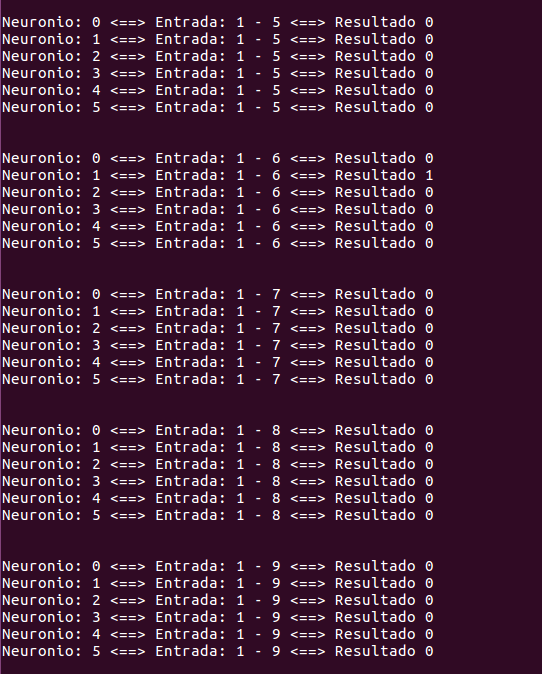 Neuronio: 0 <==> Entrada: 1 - 5 <==> Resultado 0
Neuronio: 1 <==> Entrada: 1 - 5 <==> Resultado 0
Neuronio: 2 <==> Entrada: 1 - 5 <==> Resultado 0
Neuronio: 3 <==> Entrada: 1 - 5 <==> Resultado 0
Neuronio: 4 <==> Entrada: 1 - 5 <==> Resultado 0
Neuronio: 5 <==> Entrada: 1 - 5 <==> Resultado 0
Neuronio: 0 <==> Entrada: 1 - 6 <==> Resultado 0
Neuronio: 1 <==> Entrada: 1 - 6 <==> Resultado 1
Neuronio: 2 <==> Entrada: 1 - 6 <==> Resultado 0
Neuronio: 3 <==> Entrada: 1 - 6 <==> Resultado 0
Neuronio: 4 <==> Entrada: 1 - 6 <==> Resultado 0
Neuronio: 5 <==> Entrada: 1 - 6 <==> Resultado 0
Neuronio: 0 <==> Entrada: 1 - 7 <==> Resultado 0
Neuronio: 1 <==> Entrada: 1 - 7 <==> Resultado 0
Neuronio: 2 <==> Entrada: 1 - 7 <==> Resultado 0
Neuronio: 3 <==> Entrada: 1 - 7 <==> Resultado 0
Neuronio: 4 <==> Entrada: 1 - 7 <==> Resultado 0
Neuronio: 5 <==> Entrada: 1 - 7 <==> Resultado 0
Neuronio: 0 <==> Entrada: 1 - 8 <==> Resultado 0
Neuronio: 1 <==> Entrada: 1 - 8 <==> Resultado 0
Neuronio: 2 <==> Entrada: 1 - 8 <==> Resultado 0
Neuronio: 3 <==> Entrada: 1 - 8 <==> Resultado 0
Neuronio: 4 <==> Entrada: 1 - 8 <==> Resultado 0
Neuronio: 5 <==> Entrada: 1 - 8 <==> Resultado 0
Neuronio: 0 <==> Entrada: 1 - 9 <==> Resultado 0
Neuronio: 1 <==> Entrada: 1 - 9 <==> Resultado 0
Neuronio: 2 <==> Entrada: 1 - 9 <==> Resultado 0
Neuronio: 3 <==> Entrada: 1 - 9 <==> Resultado 0
Neuronio: 4 <==> Entrada: 1 - 9 <==> Resultado 0
Neuronio: 5 <==> Entrada: 1 - 9 <==> Resultado 0